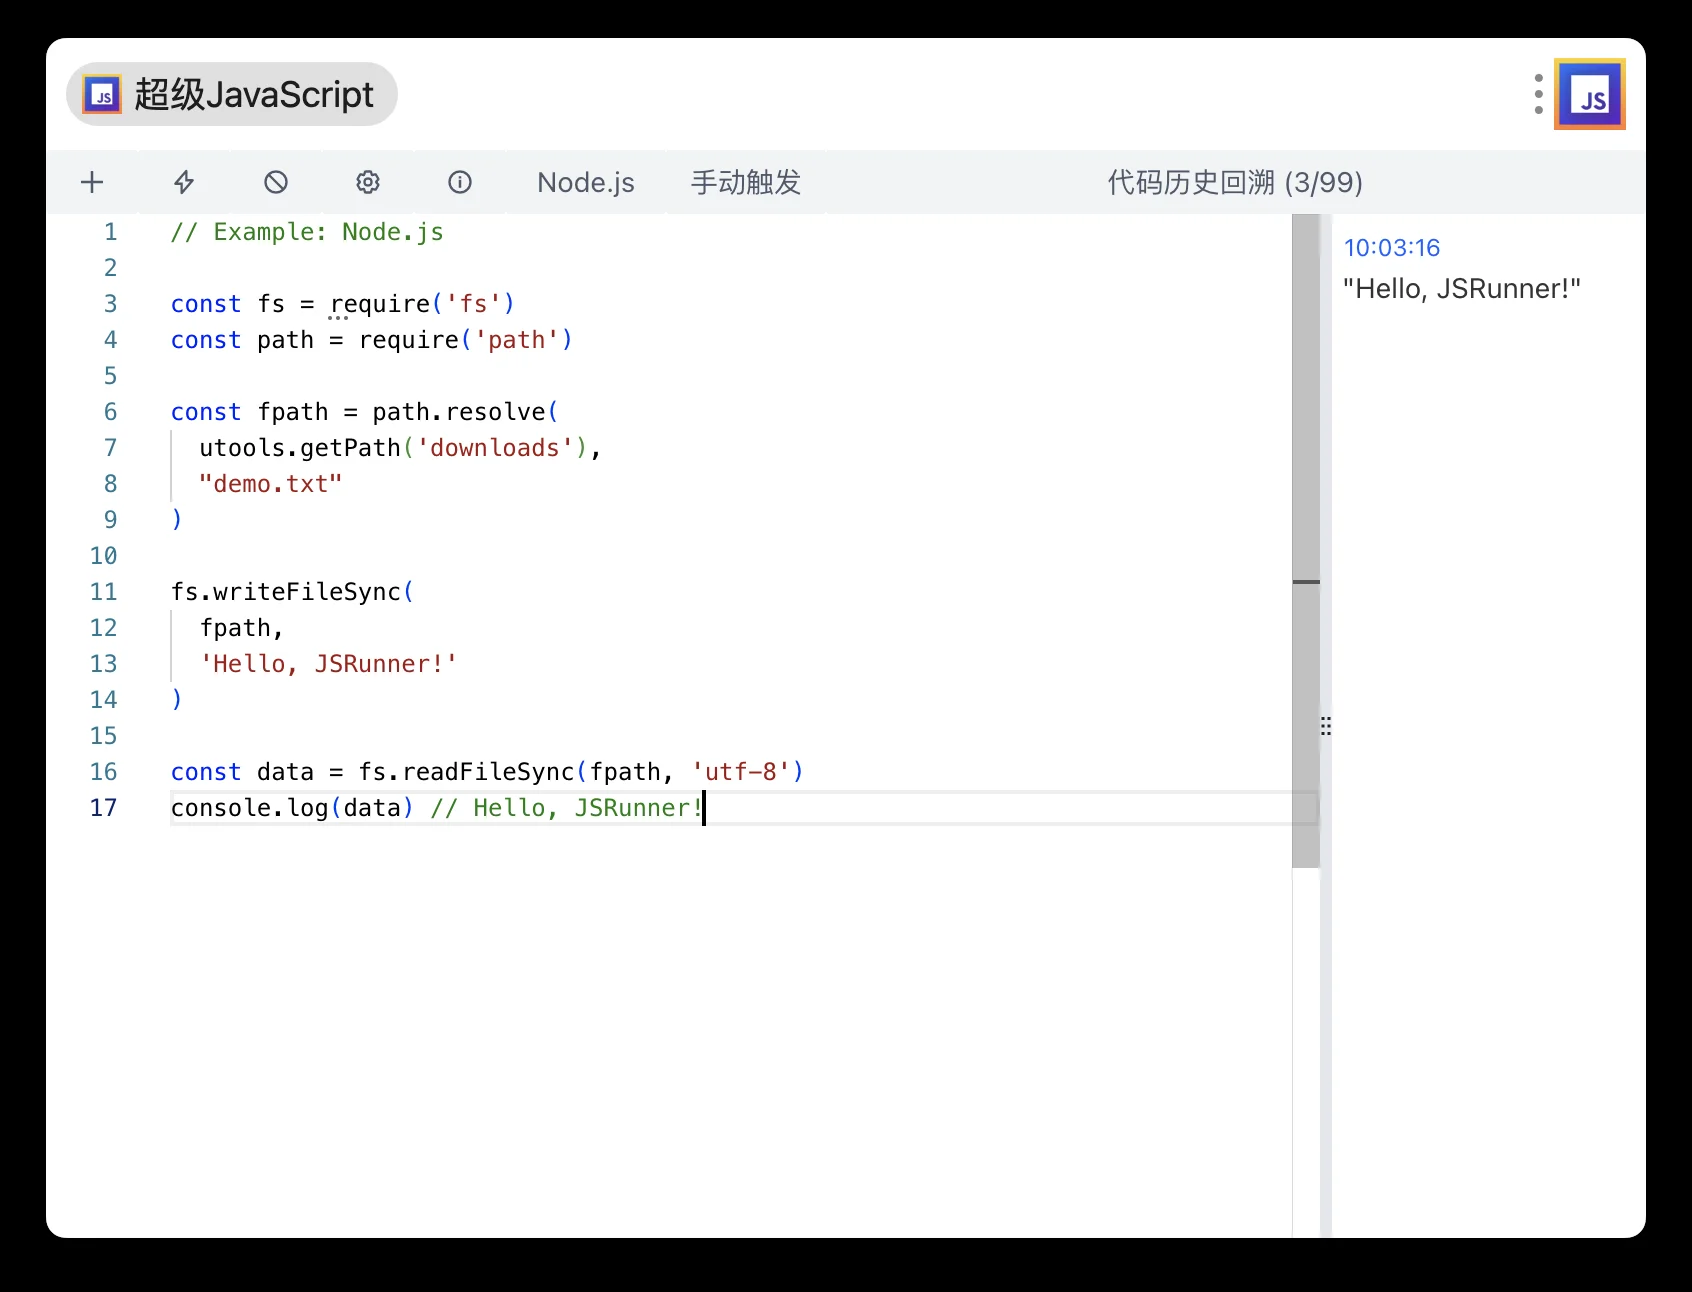 JS 超级JavaScript
JS
Node.js 手动触发 代码历史回溯 (3/99)
1 // Example: Node.js
2
3 const fs = require('fs')
4 const path = require('path')
5
6 const fpath = path.resolve(
7 utools.getPath('downloads'),
8 "demo.txt"
9 )
10
11 fs.writeFileSync(
12 fpath,
13 'Hello, JSRunner!'
14 )
15
16 const data = fs.readFileSync(fpath, 'utf-8')
17 console.log(data) // Hello, JSRunner!
10:03:16
"Hello, JSRunner!"